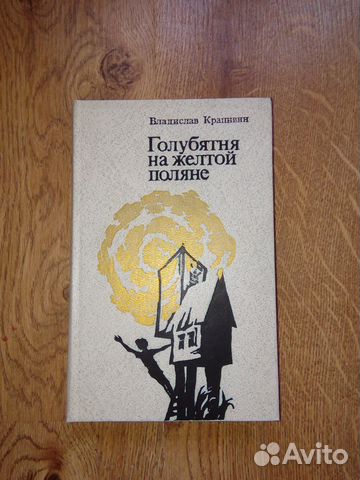 Владислав Крапивин
Голубятня
на желтой
поляне
Avito